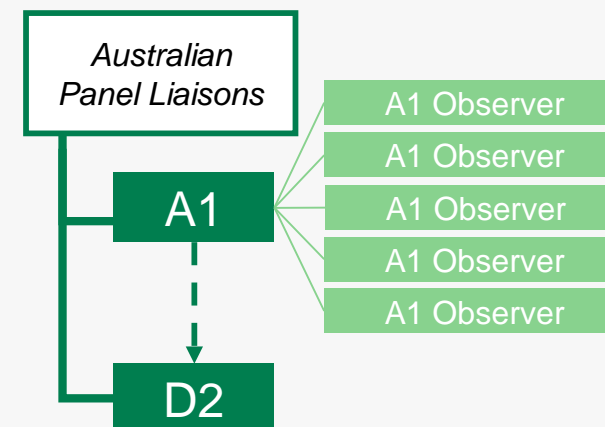 Australian
Panel Liaisons
A1 Observer
A1 Observer
A1
A1 Observer
A1 Observer
A1 Observer
D2